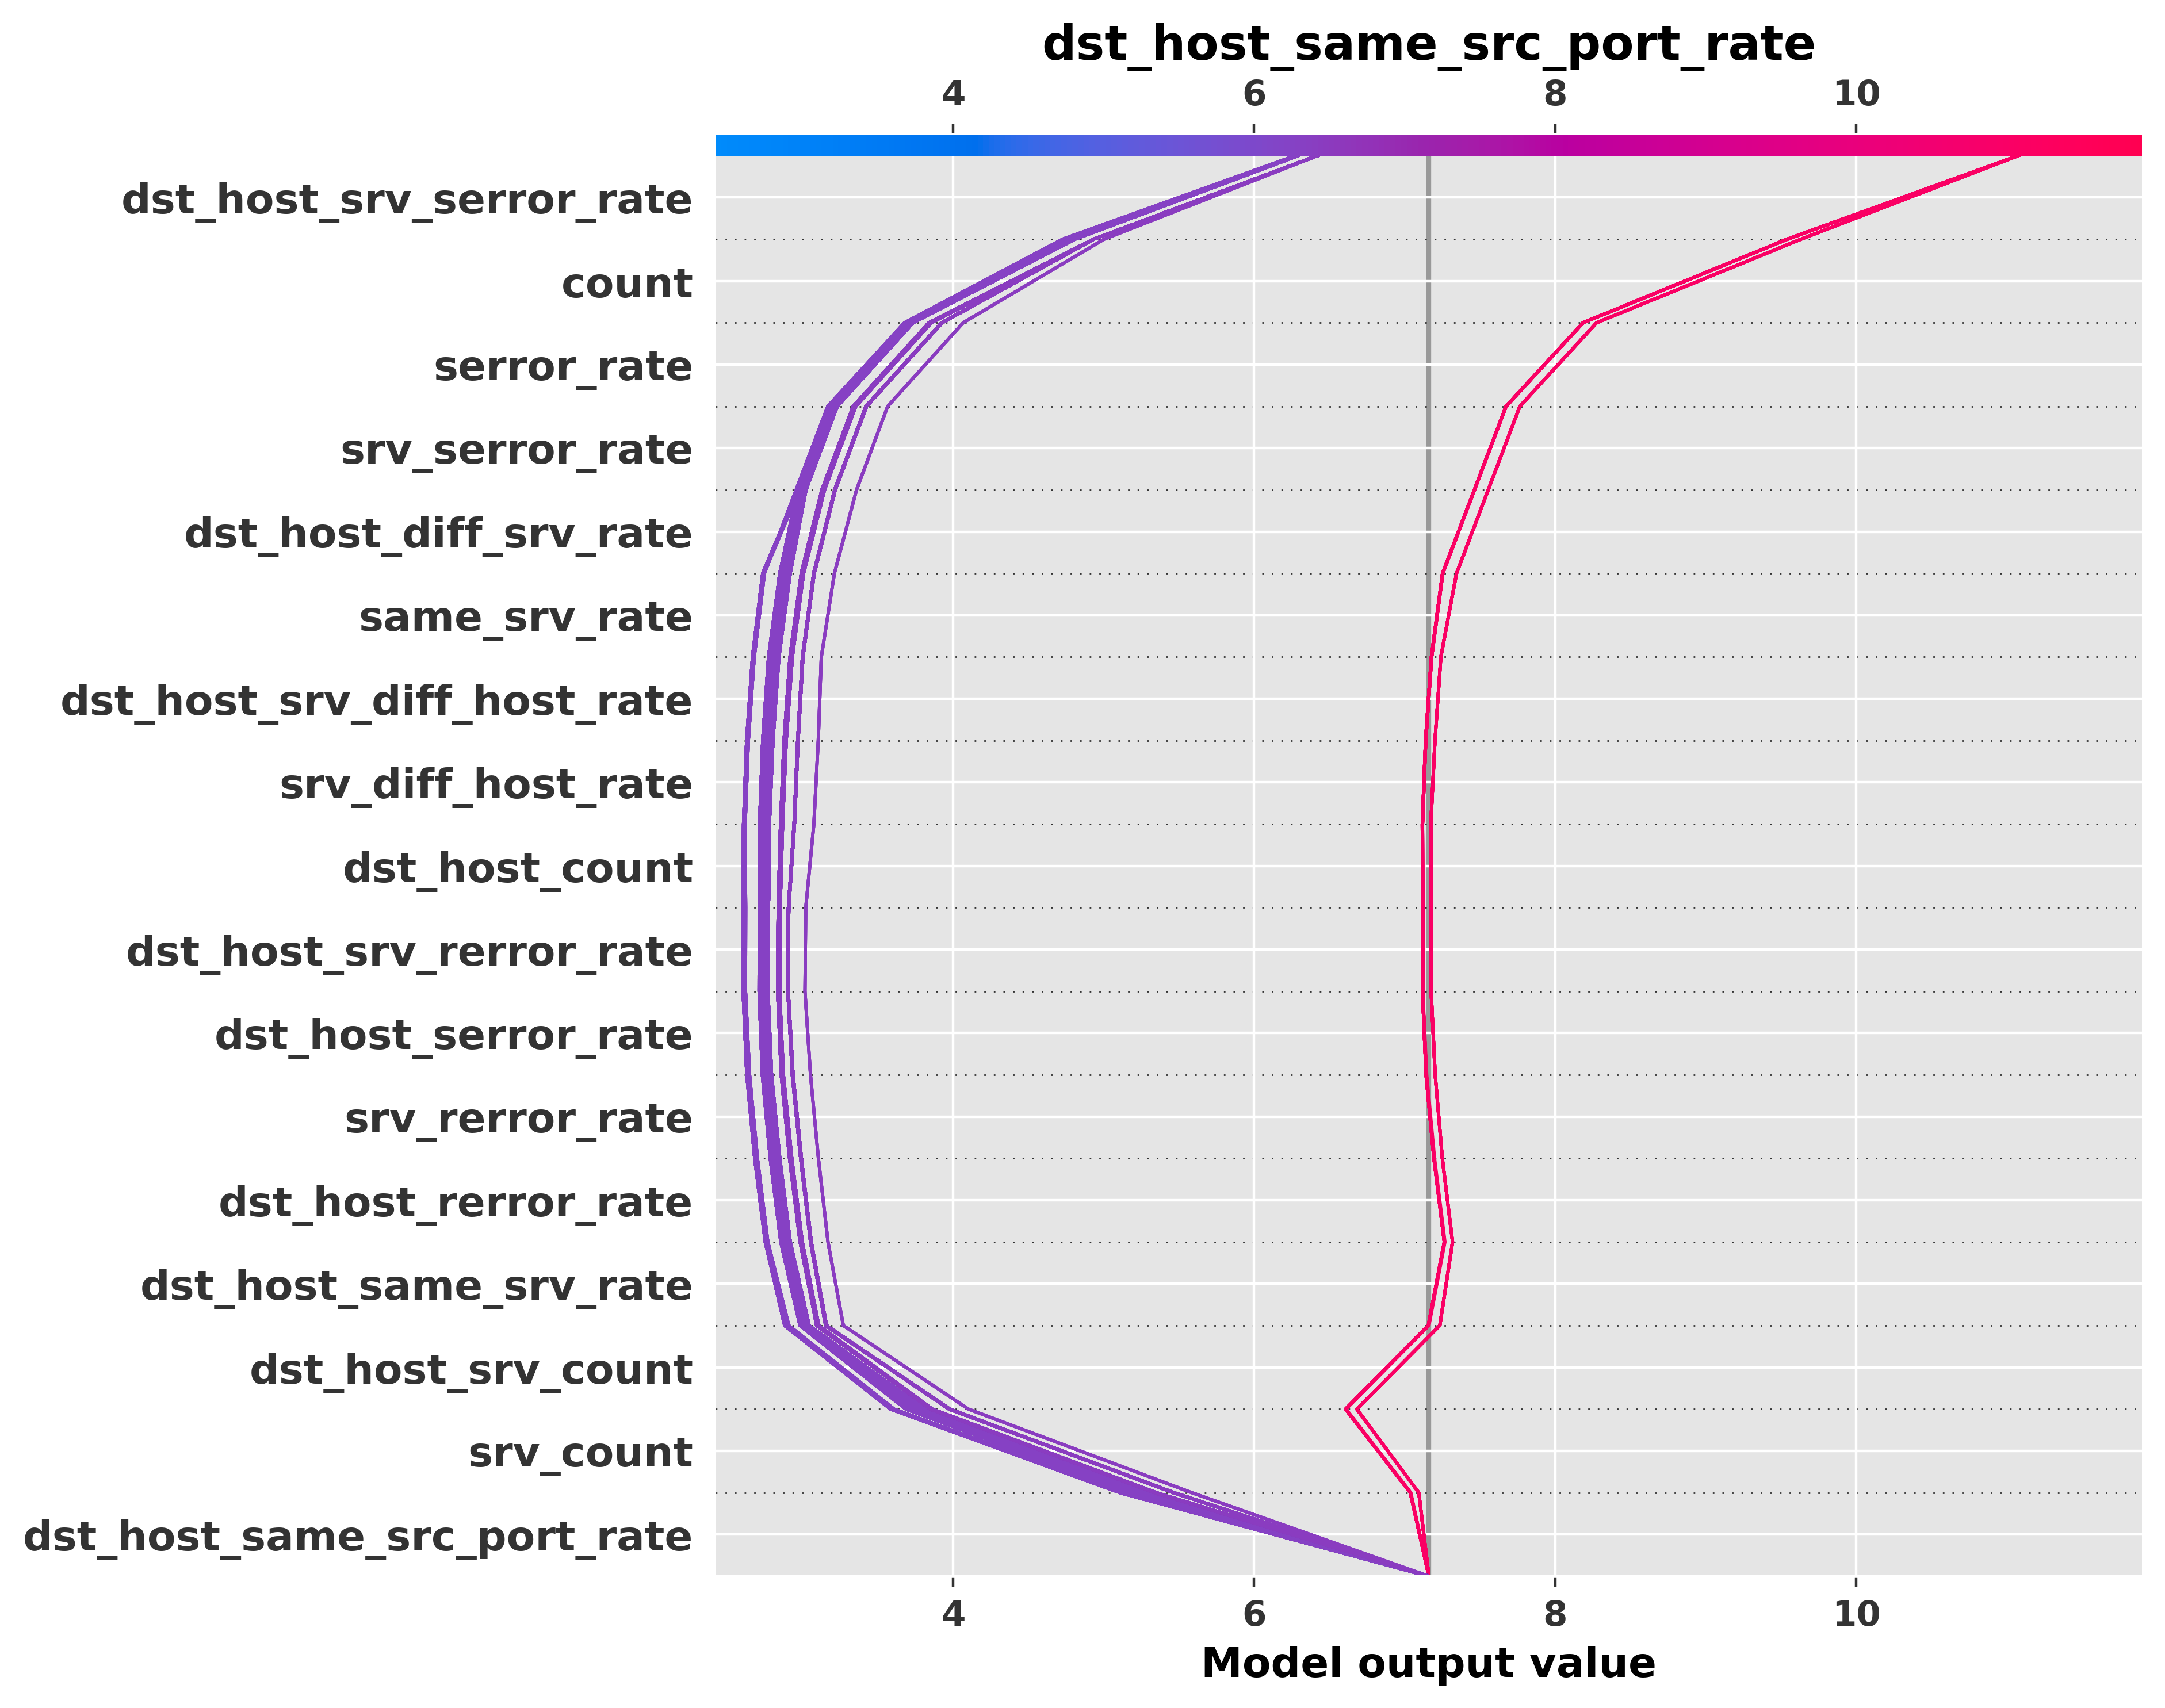 dst_host_same_src_port_rate
4 6 8 10
dst_host_srv_serror_rate
count
serror_rate
srv_serror_rate
dst_host_diff_srv_rate
same_srv_rate
dst_host_srv_diff_host_rate
srv_diff_host_rate
dst_host_count
dst_host_srv_rerror_rate
dst_host_serror_rate
srv_rerror_rate
dst_host_rerror_rate
dst_host_same_srv_rate
dst_host_srv_count
srv_count
dst_host_same_src_port_rate
4 6 8 10
Model output value